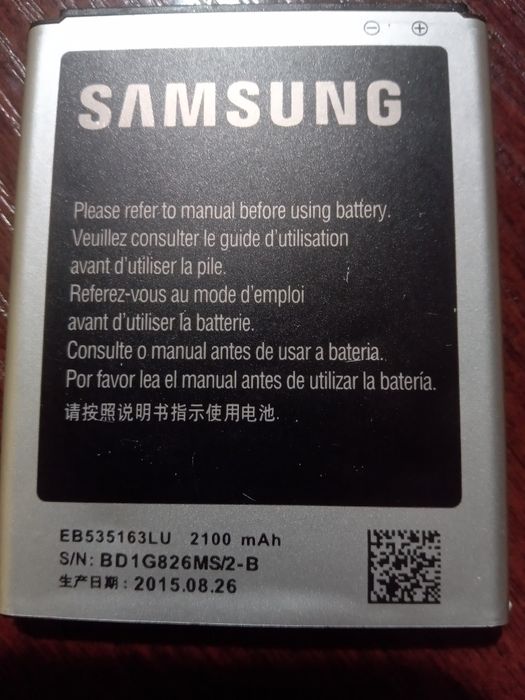 SAMSUNG
Please refer to manual before using battery.
Veuillez consulter le guide d'utilisation
avant d'utiliser la pile.
Referez-vous au mode d'emploi
avant d'utiliser la batterie.
Consulte o manual antes de usar a bateria.
Por favor lea el manual antes de utilizar la batería.
请按照说明书指示使用电池.
EB535163LU 2100 mAh
S/N: BD1G826MS/2-B
生产日期: 2015.08.26